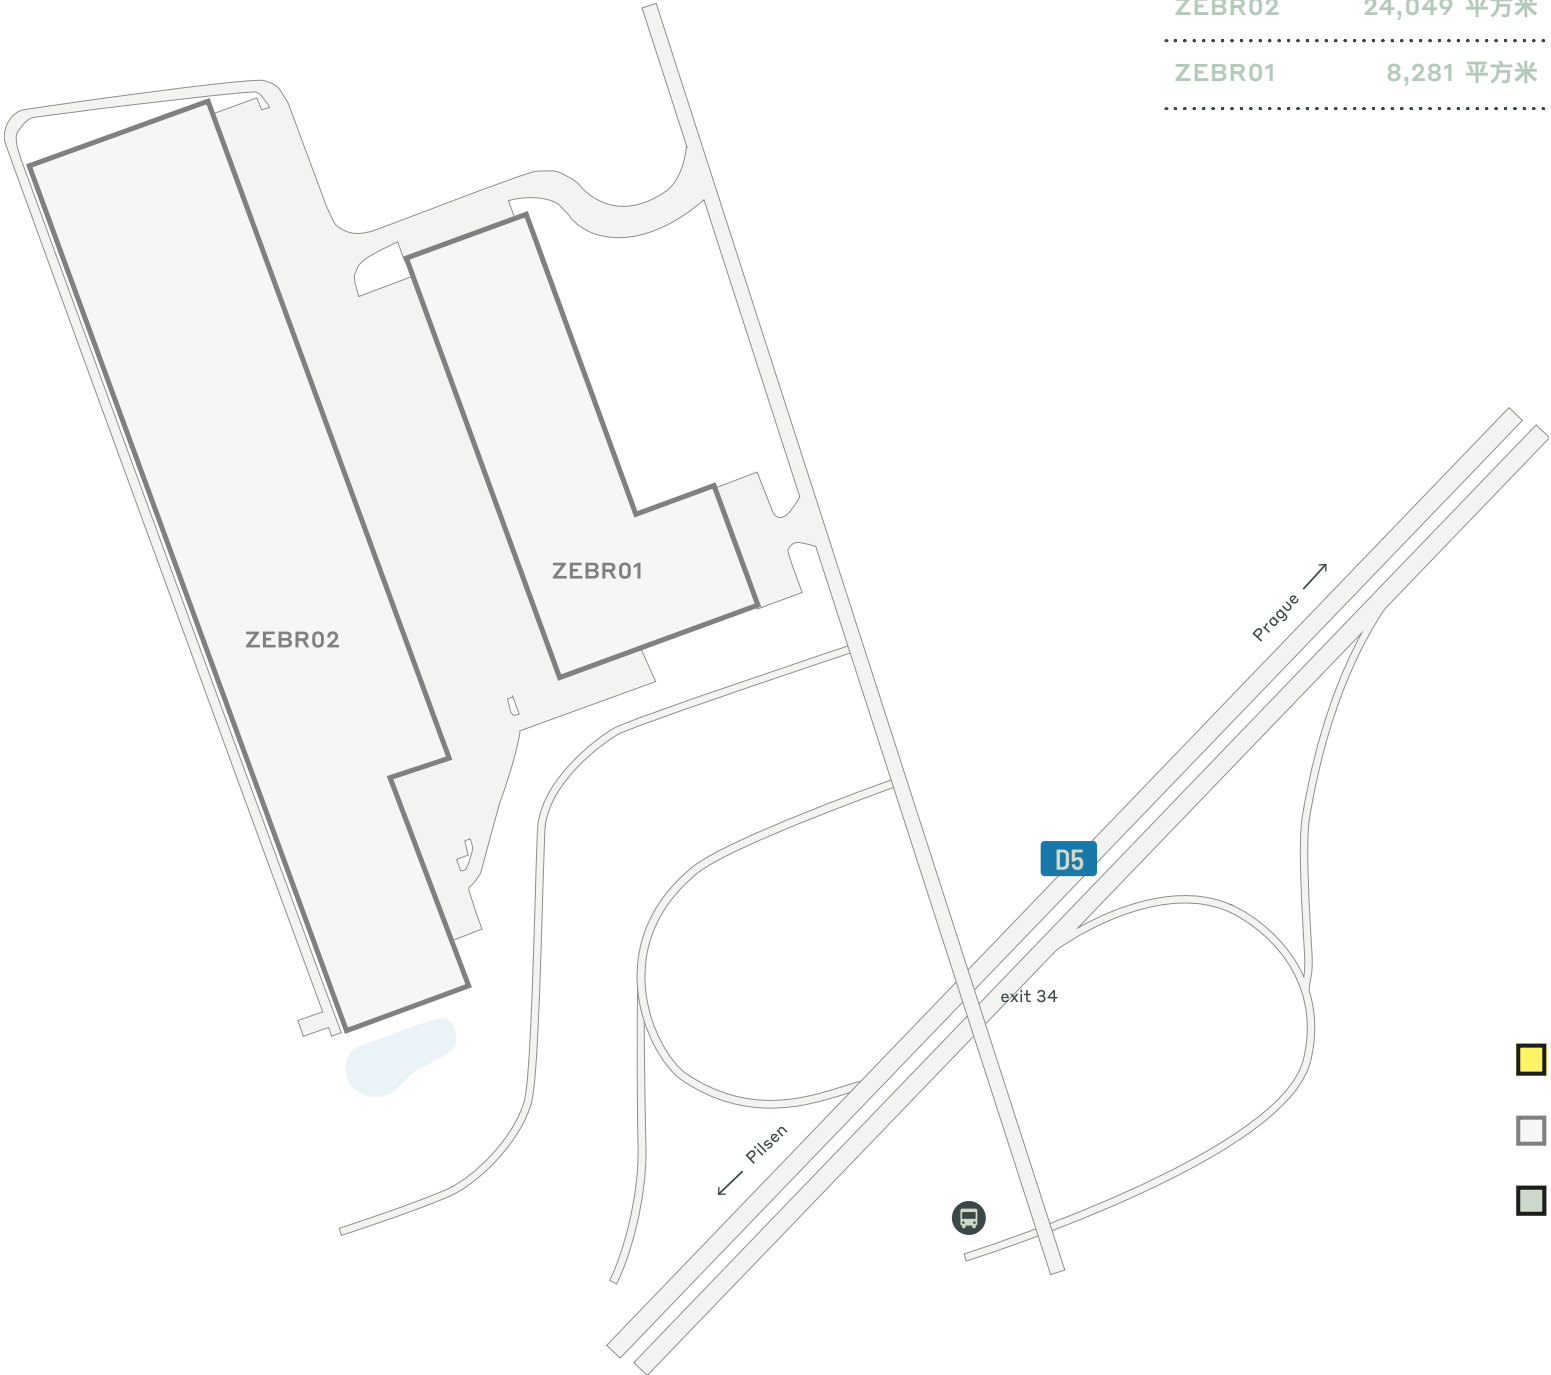 ZEBR02 24,049 平方米
ZEBR01 8,281 平方米
ZEBR01
ZEBR02
Prague
D5
exit 34
Pilsen